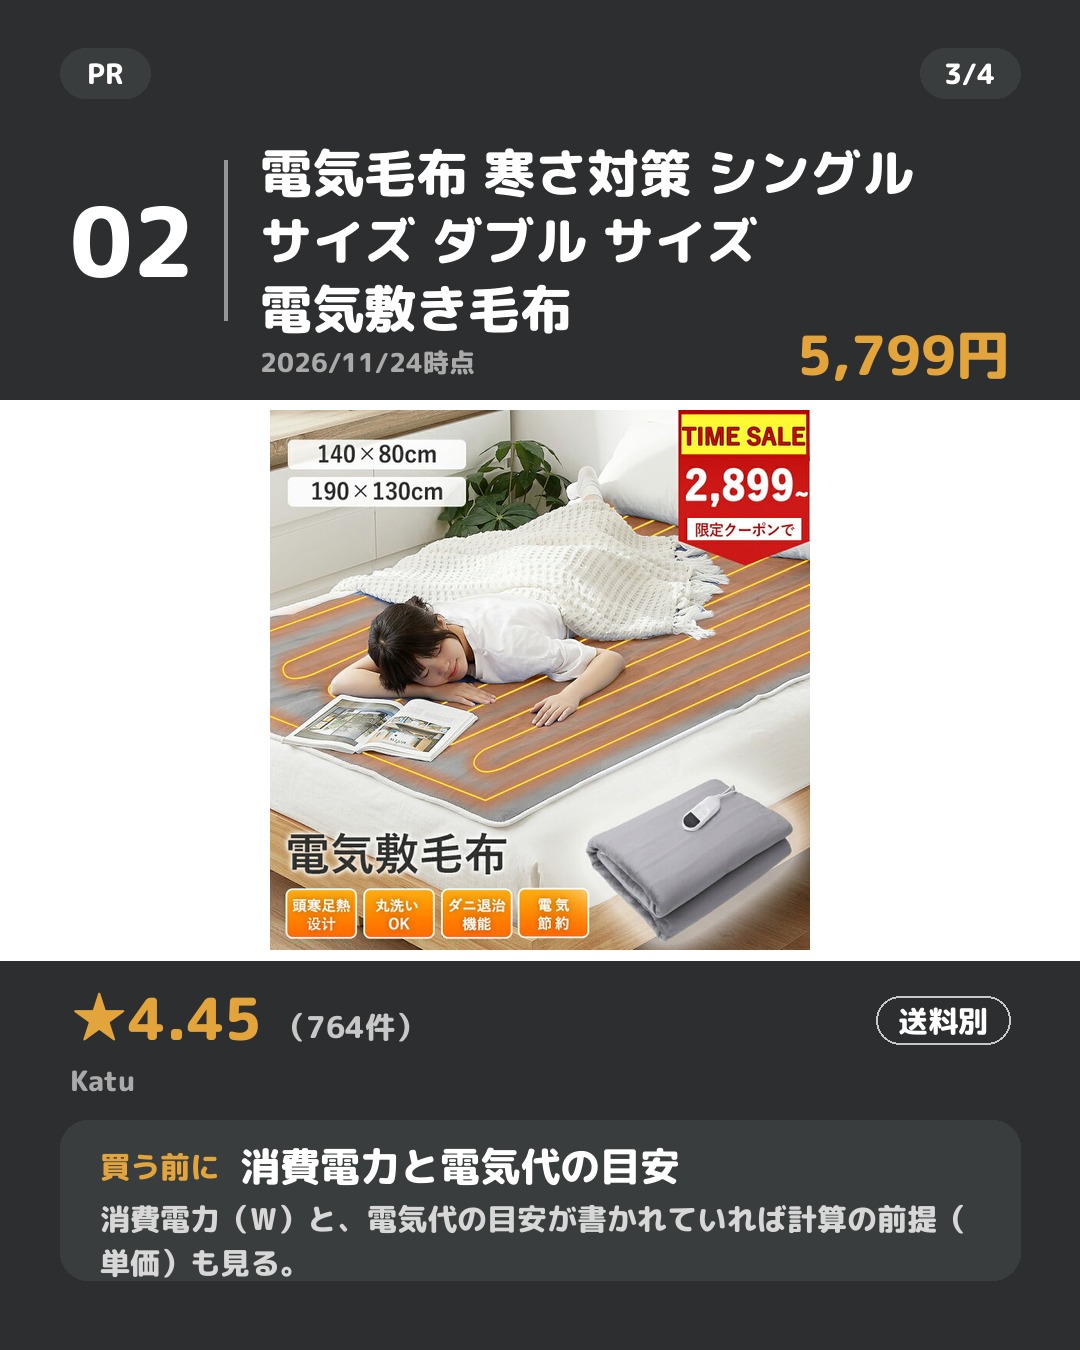 PR
3/4
02
電気毛布 寒さ対策 シングル
サイズ ダブル サイズ
電気敷き毛布
2026/11/24時点
5,799円
140×80cm
190×130cm
TIME SALE
2,899~
限定クーポンで
電気敷毛布
頭寒足熱
设计
丸洗い
OK
ダニ退治
機能
電気
節約
★4.45 (764件)
送料別
Katu
買う前に 消費電力と電気代の目安
消費電力（W）と、電気代の目安が書かれていれば計算の前提（
単価）も見る。